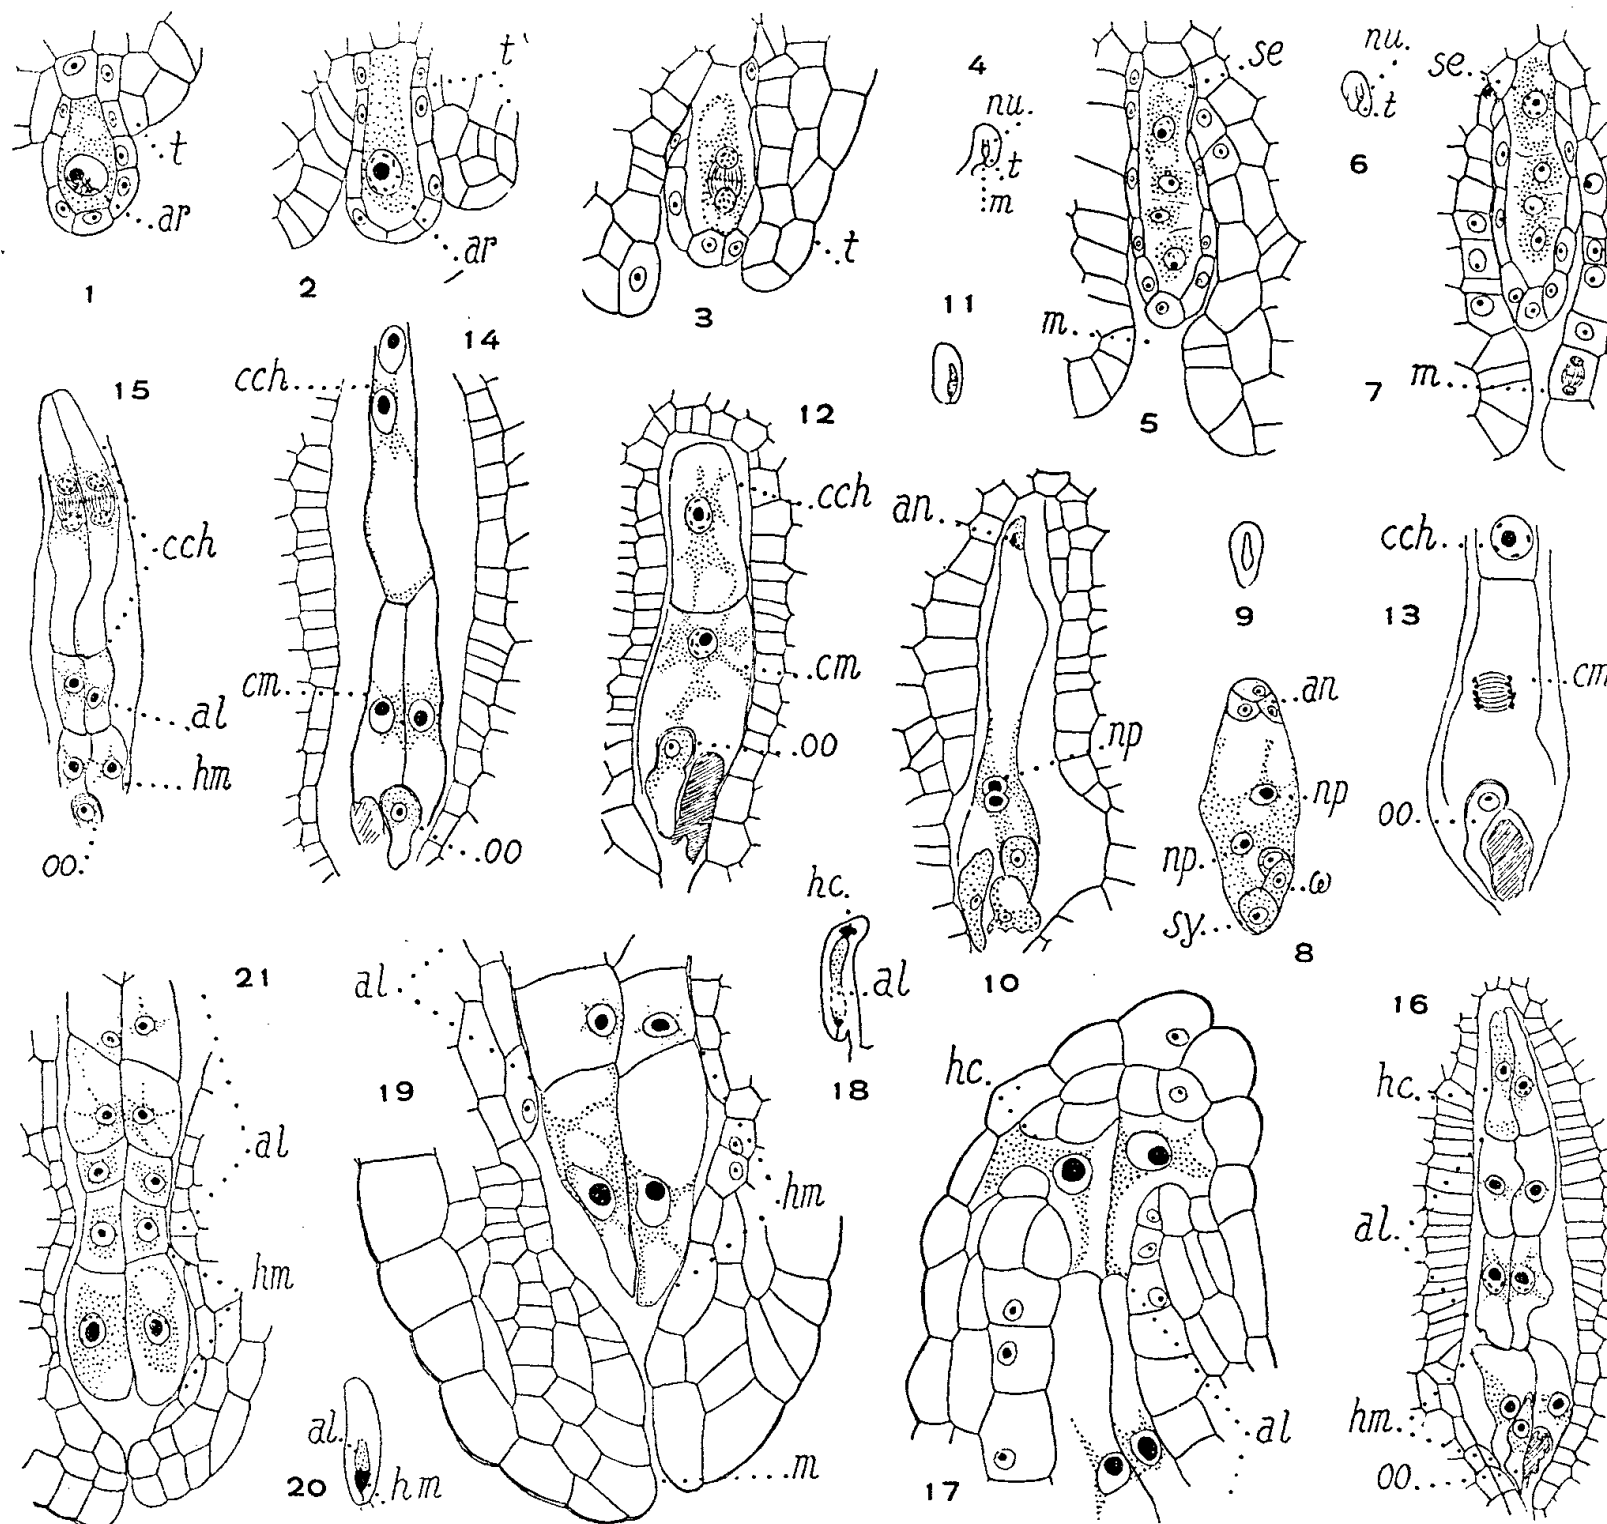 t
ar
1
t'
ar
2
t
3
4
nu.
t
m
se
m.
5
nu.
t
6
se.
m.
7
11
15
cch
al
hm
oo.
14
cch
cm
oo
12
cch
cm
oo
an.
np
10
9
an
np
np
sy
8
cch
13
cm
oo
21
al
hm
al.
19
hm
m
hc.
al
18
al.
20
hm
hc.
al
17
16
hc.
al.
hm.
oo